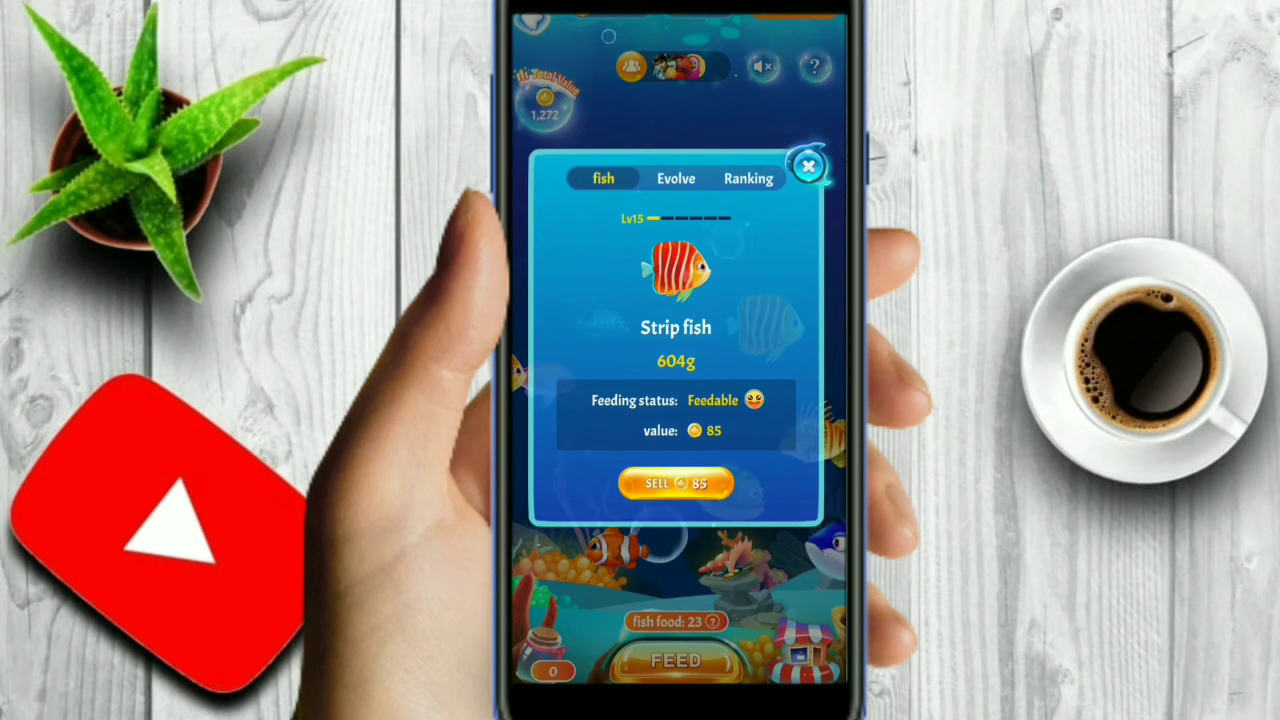 Total Value
1,272
?
fish Evolve Ranking
Lv15
Strip fish
604g
Feeding status: Feedable
value: 85
SELL 85
fish food: 23 ?
FEED
0